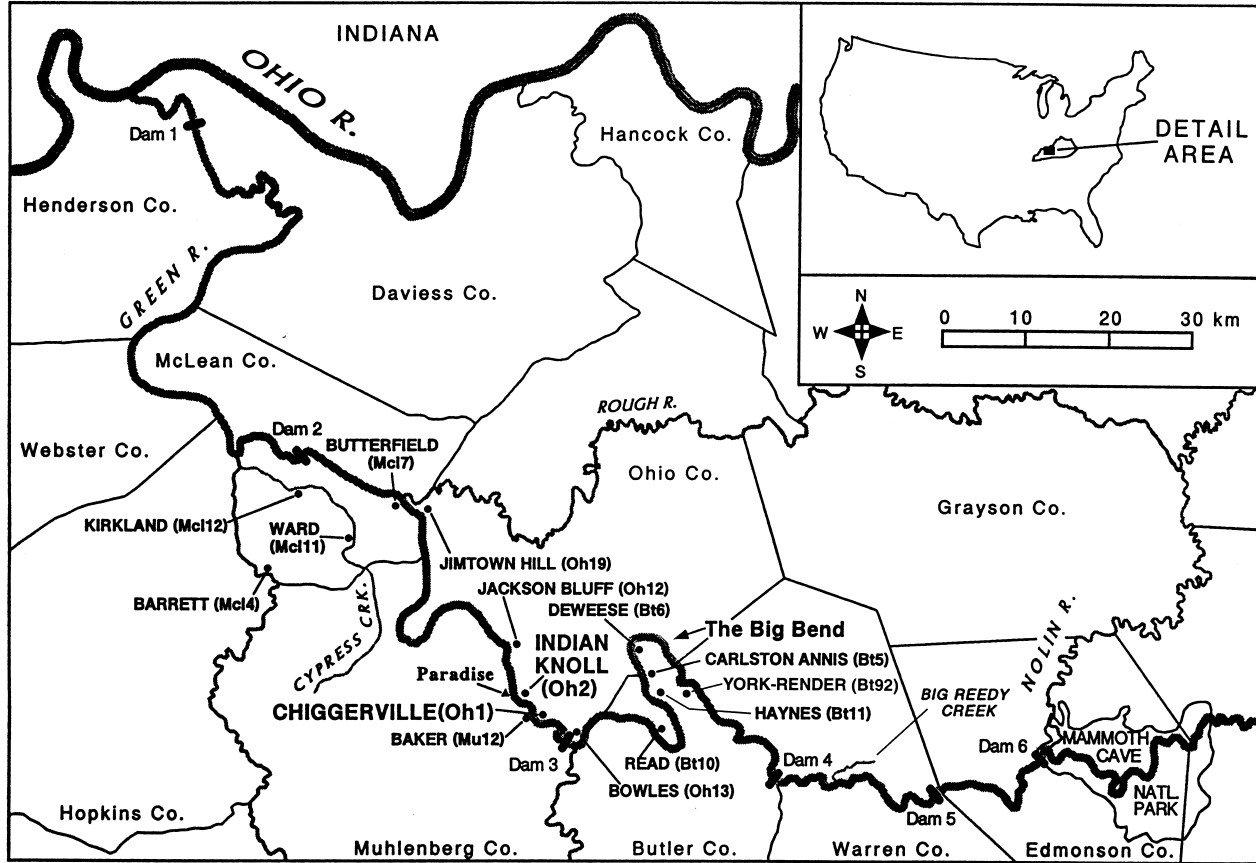 INDIANA
OHIO R.
Hancock Co.
Dam 1
Henderson Co.
GREEN R.
Daviess Co.
McLean Co.
DETAIL
AREA
N
W
E
S
0 10 20 30 km
Webster Co.
Dam 2
BUTTERFIELD
(Mcl7)
ROUGH R.
Ohio Co.
Grayson Co.
KIRKLAND (Mcl12)
WARD
(Mcl11)
JIMTOWN HILL (Oh19)
BARRETT (Mcl4)
CYPRESS CRK.
JACKSON BLUFF (Oh12)
DEWEESE (Bt6)
The Big Bend
INDIAN
KNOLL
(Oh2)
Paradise
CARLSTON ANNIS (Bt5)
YORK-RENDER (Bt92)
HAYNES (Bt11)
CHIGGERVILLE(Oh1)
BAKER (Mu12)
BIG REEDY
CREEK
NOLIN R.
Dam 3
READ (Bt10)
BOWLES (Oh13)
Dam 4
Dam 5
Dam 6
MAMMOTH
CAVE
NATL
PARK
Hopkins Co.
Muhlenberg Co.
Butler Co.
Warren Co.
Edmonson Co.